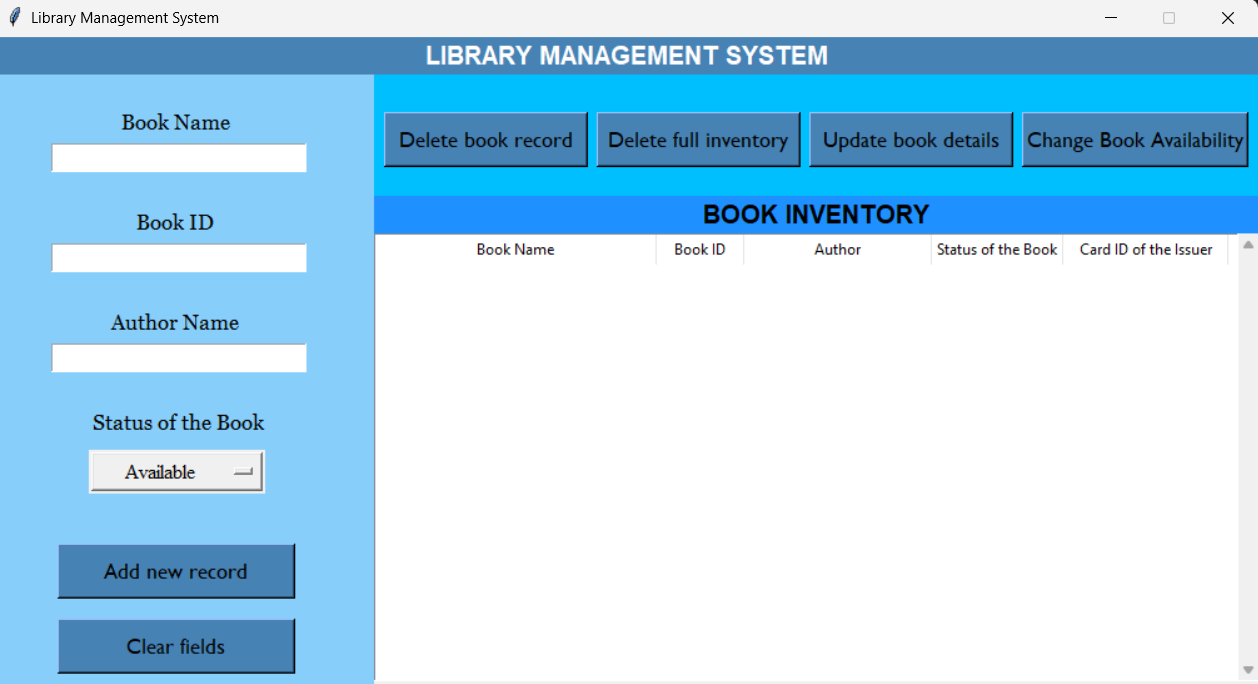 Library Management System
LIBRARY MANAGEMENT SYSTEM
Book Name
Book ID
Author Name
Status of the Book
Available
Add new record
Clear fields
Delete book record Delete full inventory Update book details Change Book Availability
BOOK INVENTORY
Book Name Book ID Author Status of the Book Card ID of the Issuer